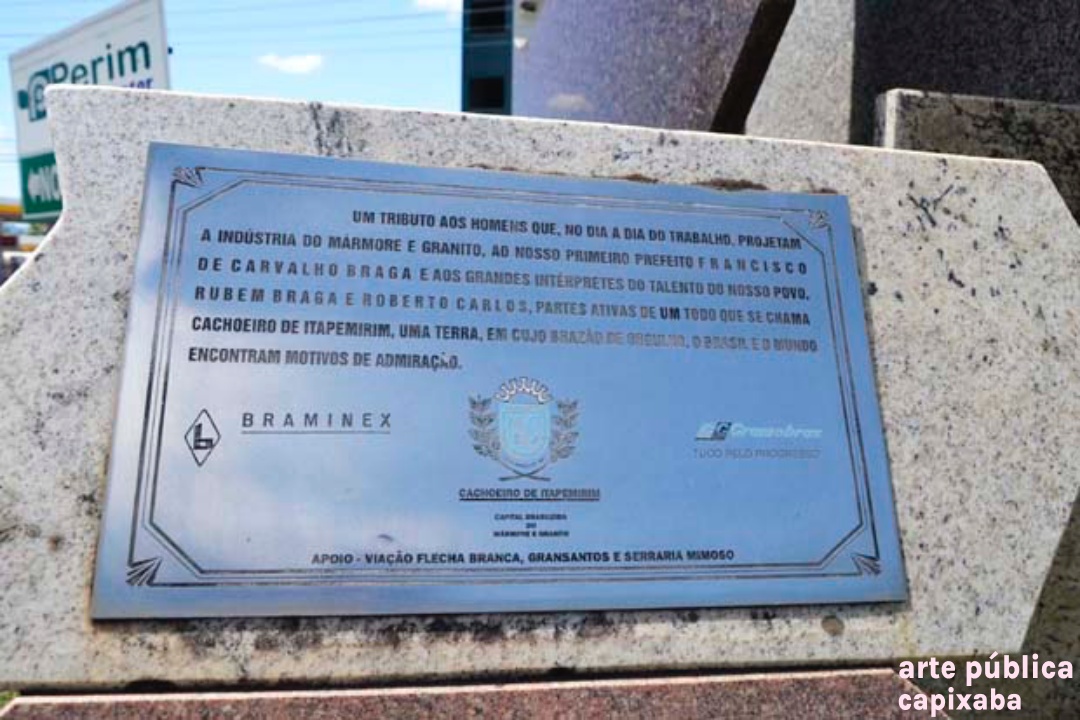 Perim
UM TRIBUTO AOS HOMENS QUE, NO DIA A DIA DO TRABALHO, PROJETAM
A INDÚSTRIA DO MÁRMORE E GRANITO, AO NOSSO PRIMEIRO PREFEITO FRANCISCO
DE CARVALHO BRAGA E AOS GRANDES INTÉRPRETES DO TALENTO DO NOSSO POVO,
RUBEM BRAGA E ROBERTO CARLOS, PARTES ATIVAS DE UM TODO QUE SE CHAMA
CACHOEIRO DE ITAPEMIRIM, UMA TERRA, EM CUJO BRAZÃO DE ORGULHO, O BRASIL E O MUNDO
ENCONTRAM MOTIVOS DE ADMIRAÇÃO.
L BRAMINEX
TUDO PELO PROGRESSO
CACHOEIRO DE ITAPEMIRIM
CAPITAL BRASILEIRA
DO
MÁRMORE E GRANITO
APOIO - VIAÇÃO FLECHA BRANCA, GRANSANTOS E SERRARIA MIMOSO
arte pública
capixaba